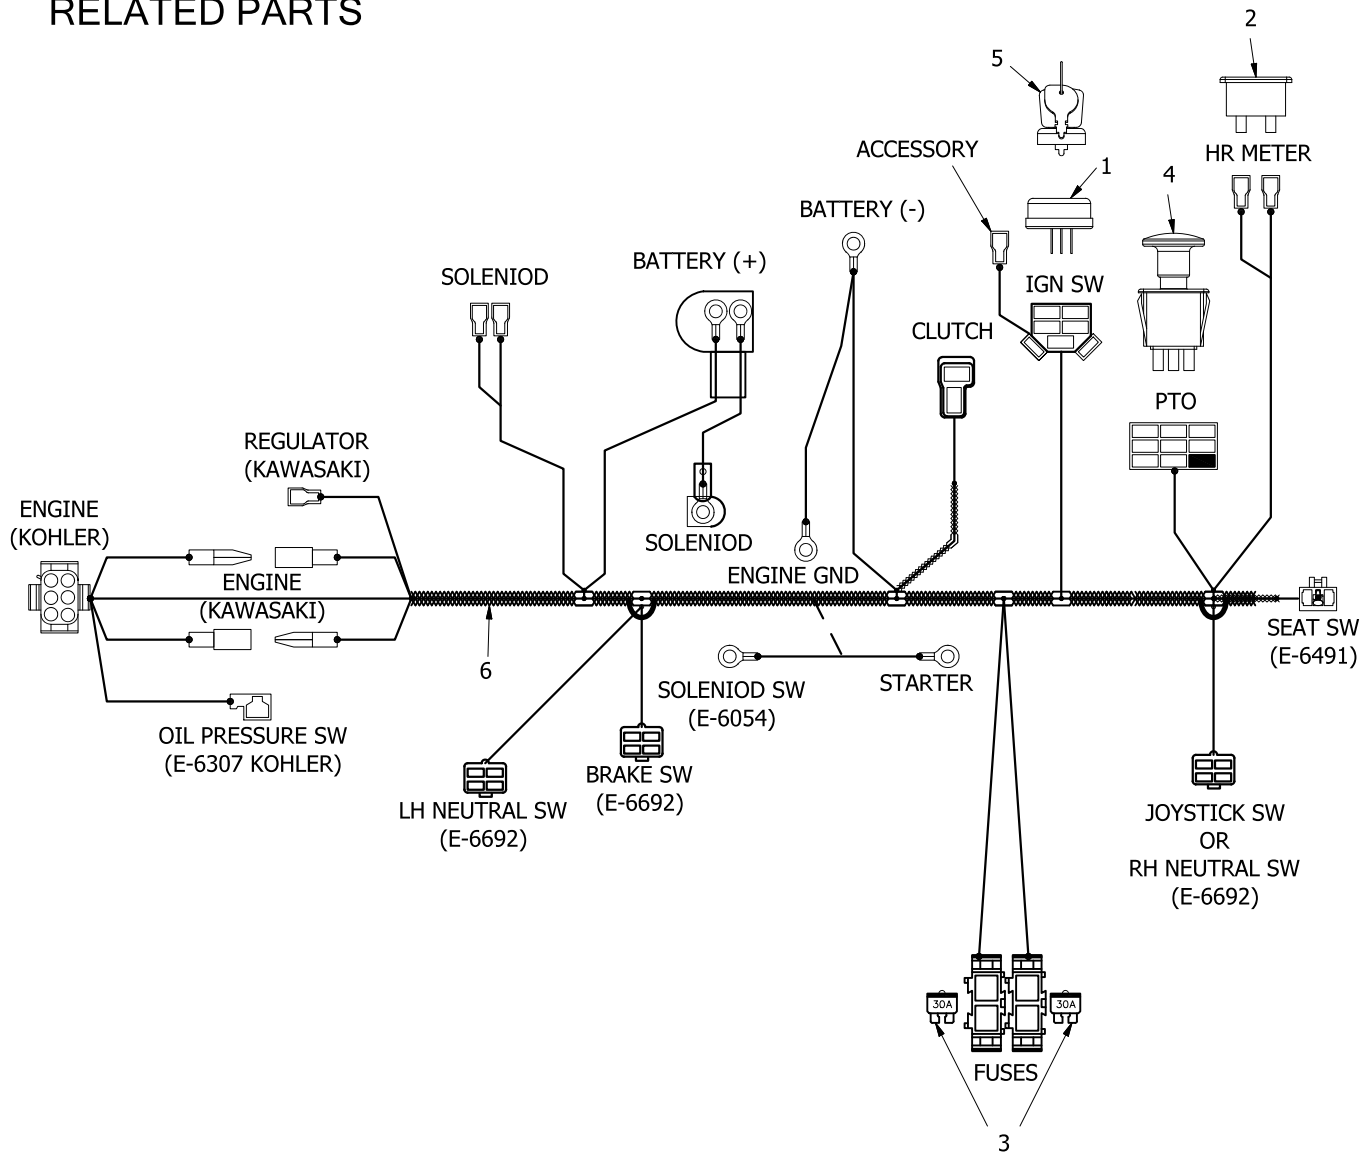 RELATED PARTS
2
5
ACCESSORY
1
HR METER
4
BATTERY (-)
BATTERY (+)
SOLENIOD
IGN SW
CLUTCH
PTO
REGULATOR
(KAWASAKI)
ENGINE
(KOHLER)
SOLENIOD
ENGINE GND
ENGINE
(KAWASAKI)
SEAT SW
(E-6491)
6
SOLENIOD SW
(E-6054)
STARTER
OIL PRESSURE SW
(E-6307 KOHLER)
BRAKE SW
(E-6692)
LH NEUTRAL SW
(E-6692)
JOYSTICK SW
OR
RH NEUTRAL SW
(E-6692)
30A
30A
FUSES
3